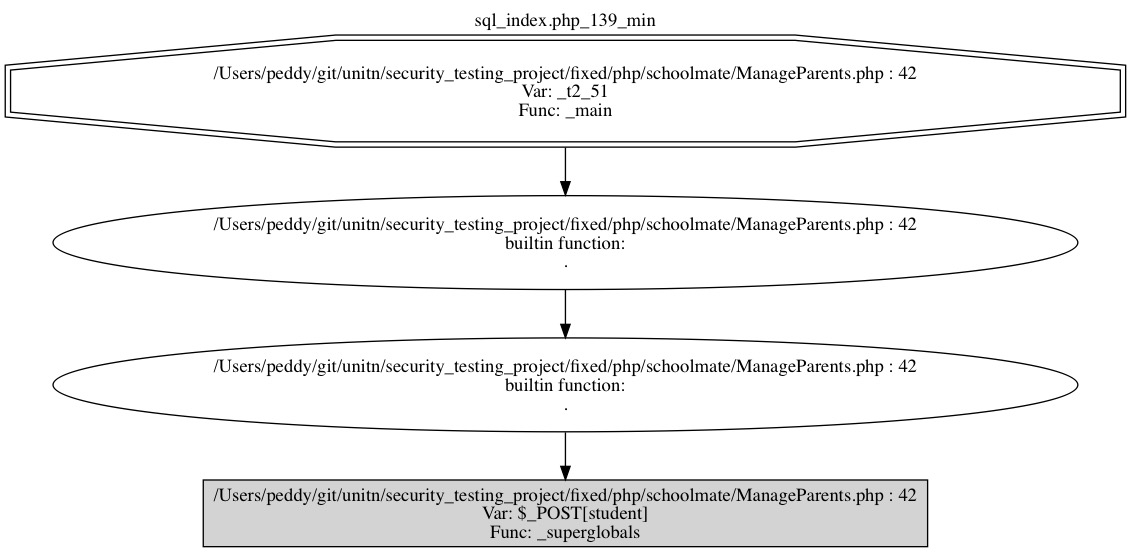 sql_index.php_139_min
/Users/peddy/git/unitn/security_testing_project/fixed/php/schoolmate/ManageParents.php : 42
Var: _t2_51
Func: _main
/Users/peddy/git/unitn/security_testing_project/fixed/php/schoolmate/ManageParents.php : 42
builtin function:
.
/Users/peddy/git/unitn/security_testing_project/fixed/php/schoolmate/ManageParents.php : 42
builtin function:
.
/Users/peddy/git/unitn/security_testing_project/fixed/php/schoolmate/ManageParents.php : 42
Var: $_POST[student]
Func: _superglobals